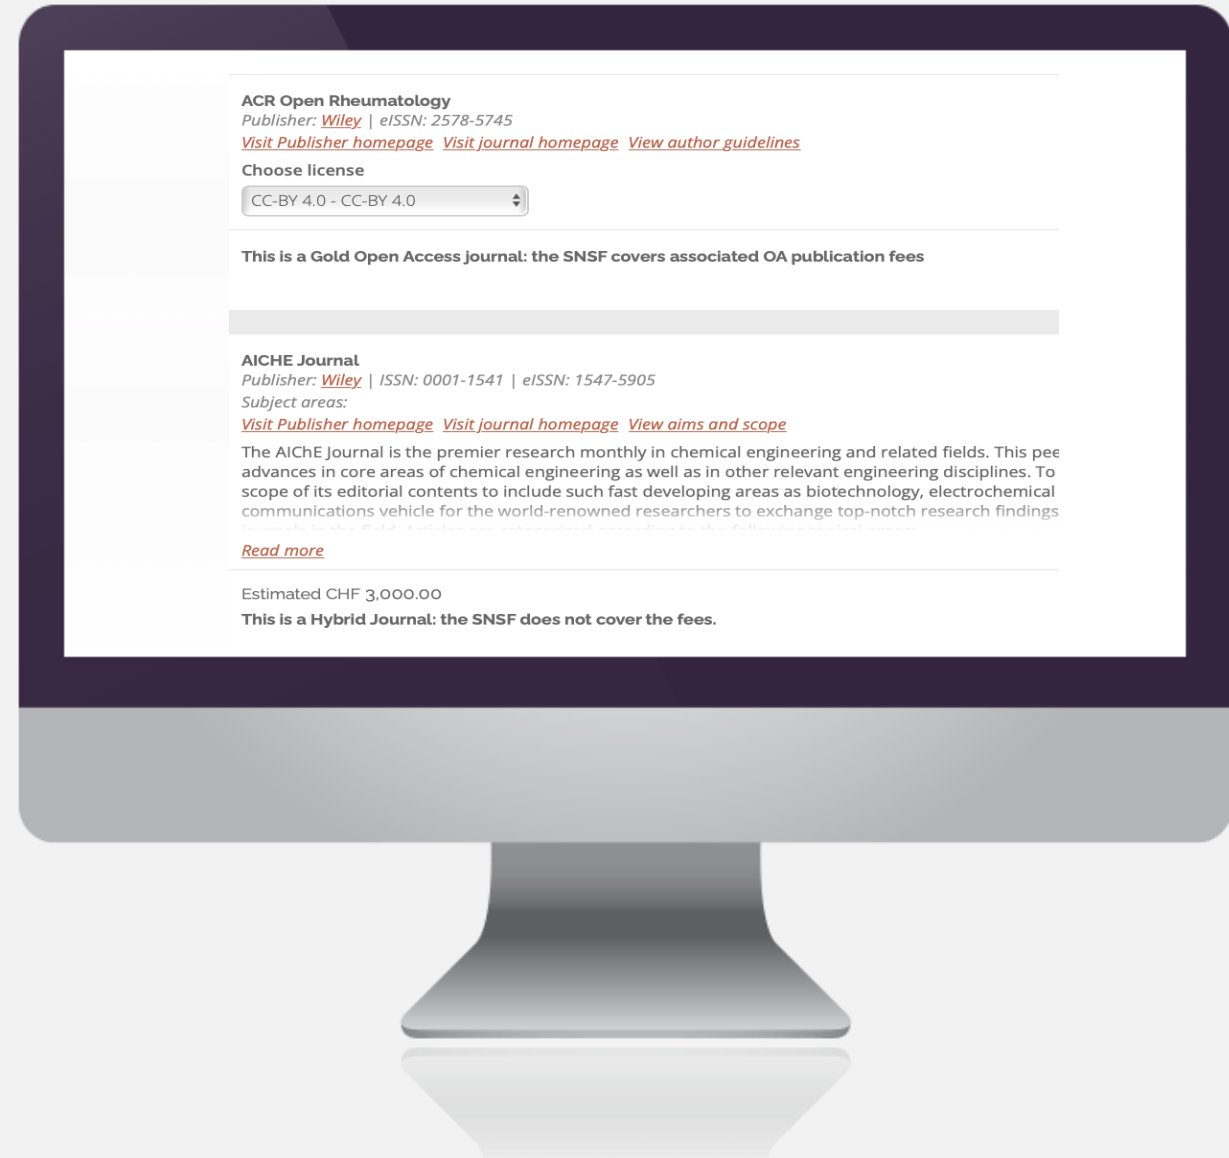 ACR Open Rheumatology
Publisher: Wiley | eISSN: 2578-5745
Visit Publisher homepage Visit journal homepage View author guidelines
Choose license
CC-BY 4.0 - CC-BY 4.0
This is a Gold Open Access journal: the SNSF covers associated OA publication fees
AICHE Journal
Publisher: Wiley | ISSN: 0001-1541 | eISSN: 1547-5905
Subject areas:
Visit Publisher homepage Visit journal homepage View aims and scope
The AIChE Journal is the premier research monthly in chemical engineering and related fields. This pee
advances in core areas of chemical engineering as well as in other relevant engineering disciplines. To
scope of its editorial contents to include such fast developing areas as biotechnology, electrochemical
communications vehicle for the world-renowned researchers to exchange top-notch research findings
Read more
Estimated CHF 3,000.00
This is a Hybrid Journal: the SNSF does not cover the fees.